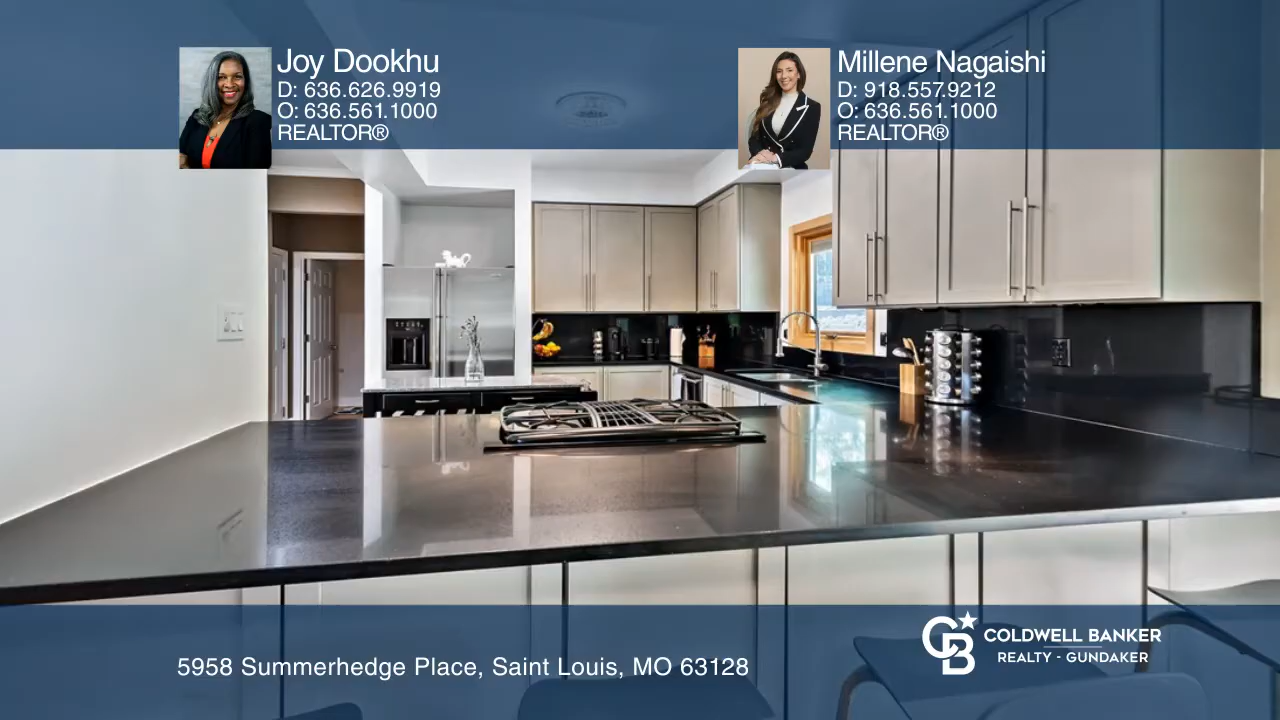 Joy Dookhu
D: 636.626.9919
O: 636.561.1000
REALTOR®
Millene Nagaishi
D: 918.557.9212
O: 636.561.1000
REALTOR®
5958 Summerhedge Place, Saint Louis, MO 63128
CB
COLDWELL BANKER
REALTY - GUNDAKER